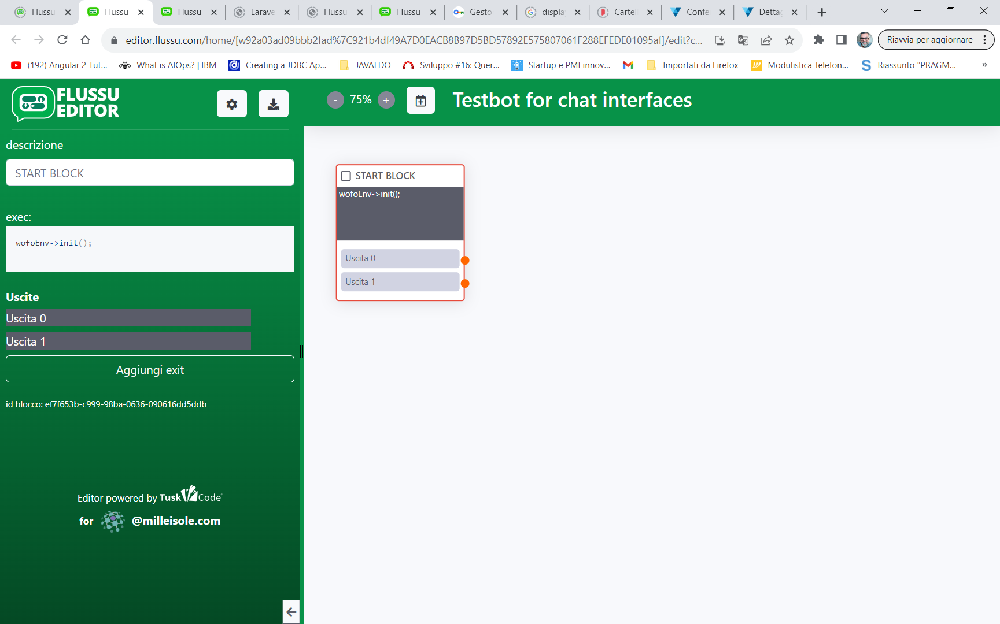 Flussu
Flussu
Flussu
Larave
Flussu
Flussu
Gesto
displa
Cartel
Confe
Detta
editor.flussu.com/home/[w92a03ad09bbb2fad%7C921b4df49A7D0EACB8B97D5BD57892E575807061F288EFEDE01095af]/edit?c...
Riavvia per aggiornare
(192) Angular 2 Tut...
What is AIOps? | IBM
Creating a JDBC Ap...
JAVALDO
Sviluppo #16: Quer...
Startup e PMI innov...
Importati da Firefox
Modulistica Telefon...
Riassunto "PRAGM...
»
FLUSSU
EDITOR
- 75% +
Testbot for chat interfaces
descrizione
START BLOCK
exec:
wofoEnv->init();
Uscite
Uscita 0
Uscita 1
Aggiungi exit
id blocco: ef7f653b-c999-98ba-0636-090616dd5ddb
Editor powered by TuskCode
for @milleisole.com
START BLOCK
wofoEnv->init();
Uscita 0
Uscita 1